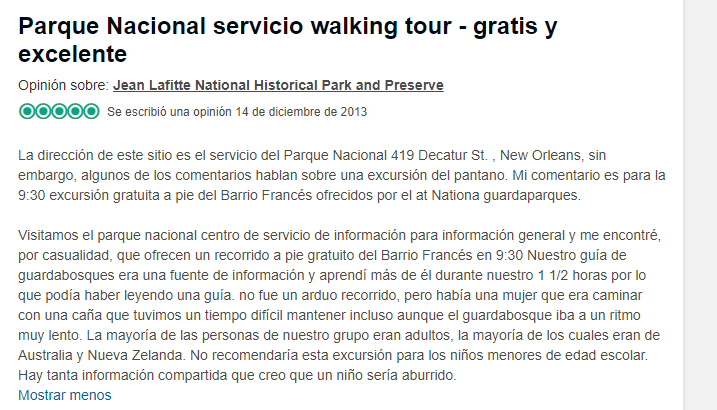 Parque Nacional servicio walking tour - gratis y
excelente
Opinión sobre: Jean Lafitte National Historical Park and Preserve
Se escribió una opinión 14 de diciembre de 2013
La dirección de este sitio es el servicio del Parque Nacional 419 Decatur St. , New Orleans, sin
embargo, algunos de los comentarios hablan sobre una excursión del pantano. Mi comentario es para la
9:30 excursión gratuita a pie del Barrio Francés ofrecidos por el at Nationa guardaparques.
Visitamos el parque nacional centro de servicio de información para información general y me encontré,
por casualidad, que ofrecen un recorrido a pie gratuito del Barrio Francés en 9:30 Nuestro guía de
guardabosques era una fuente de información y aprendí más de él durante nuestro 1 1/2 horas por lo
que podía haber leyendo una guía. no fue un arduo recorrido, pero había una mujer que era caminar
con una caña que tuvimos un tiempo difícil mantener incluso aunque el guardabosque iba a un ritmo
muy lento. La mayoría de las personas de nuestro grupo eran adultos, la mayoría de los cuales eran de
Australia y Nueva Zelanda. No recomendaría esta excursión para los niños menores de edad escolar.
Hay tanta información compartida que creo que un niño sería aburrido.
Mostrar menos